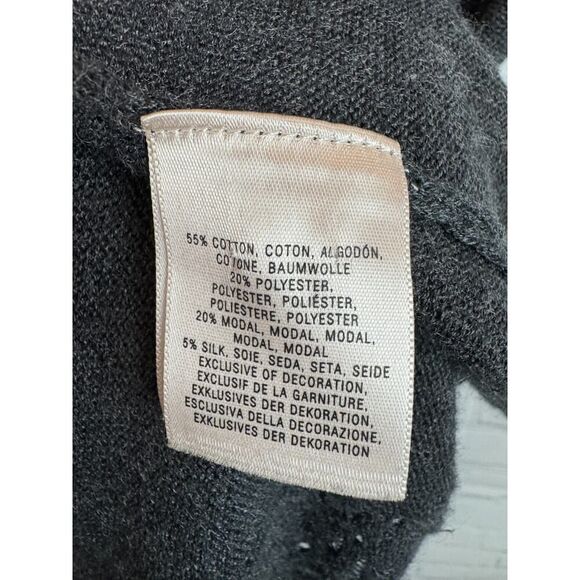 55% COTTON, COTON, ALGODÓN,
COTONE, BAUMWOLLE
20% POLYESTER,
POLYESTER, POLIÉSTER,
POLIESTERE, POLYESTER
20% MODAL, MODAL, MODAL,
MODAL, MODAL
5% SILK, SOIE, SEDA, SETA, SEIDE
EXCLUSIVE OF DECORATION,
EXCLUSIF DE LA GARNITURE,
EXKLUSIVES DER DEKORATION,
ESCLUSIVA DELLA DECORAZIONE,
EXKLUSIVES DER DEKORATION